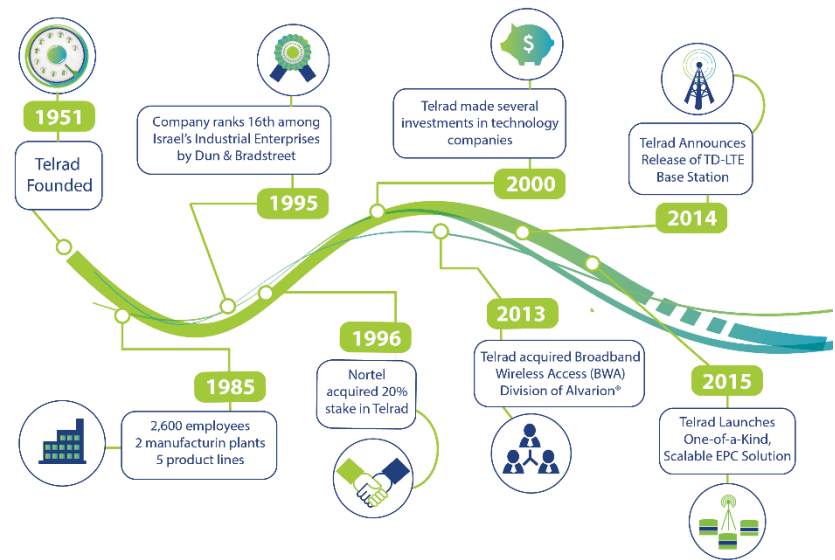 1951
Telrad
Founded
Company ranks 16th among
Israel's Industrial Enterprises
by Dun & Bradstreet
1995
$
Telrad made several
investments in technology
companies
2000
Telrad Announces
Release of TD-LTE
Base Station
2014
1985
2,600 employees
2 manufacturin plants
5 product lines
1996
Nortel
acquired 20%
stake in Telrad
2013
Telrad acquired Broadband
Wireless Access (BWA)
Division of Alvarion®
2015
Telrad Launches
One-of-a-Kind,
Scalable EPC Solution